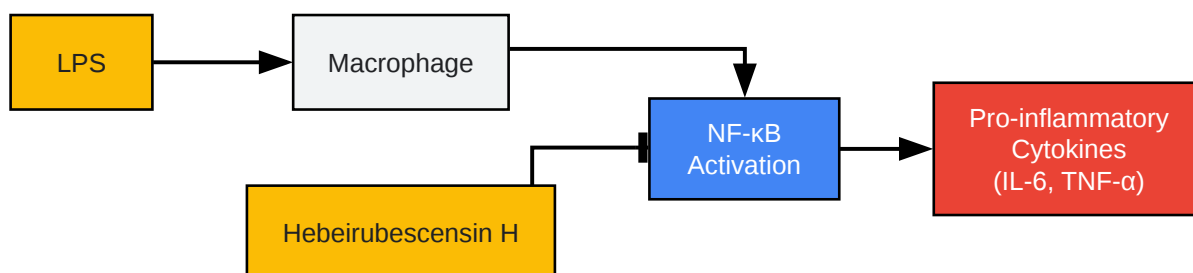 LPS
Macrophage
NF-κB
Activation
Pro-inflammatory
Cytokines
(IL-6, TNF-α)
Hebeirubescensin H